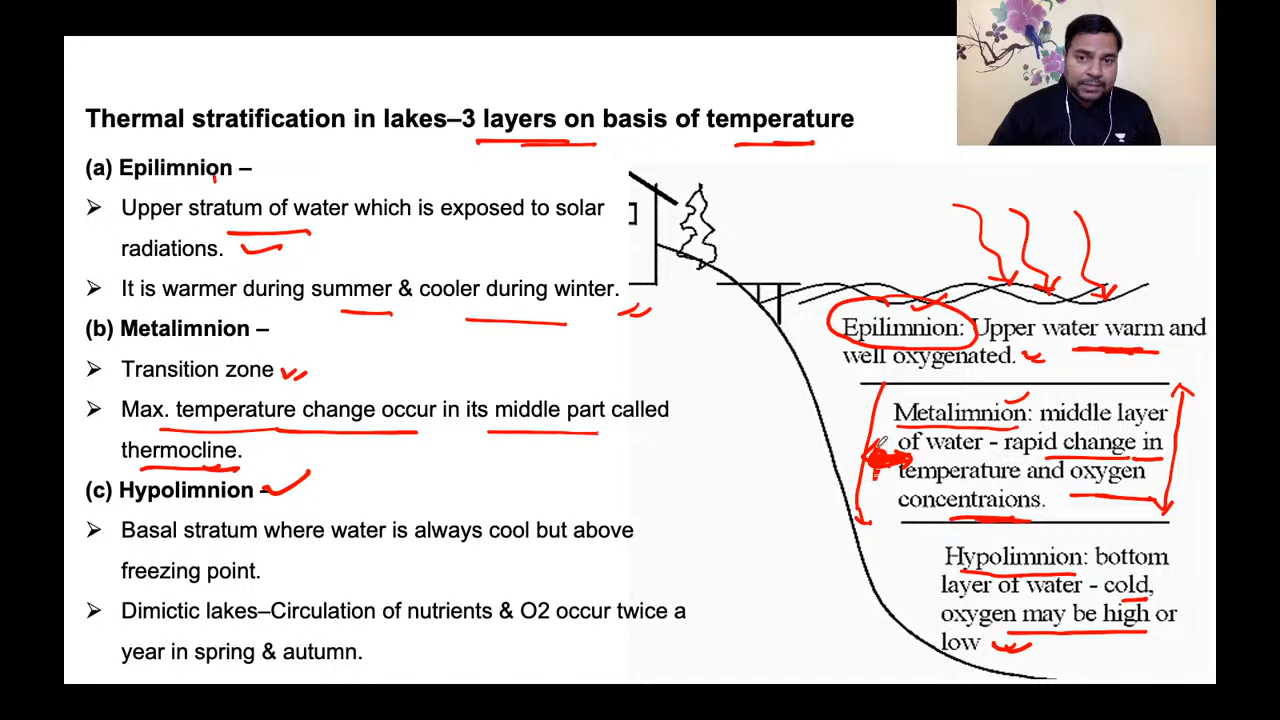 Thermal stratification in lakes–3 layers on basis of temperature
(a) Epilimnion –
➢ Upper stratum of water which is exposed to solar
radiations.
➢ It is warmer during summer & cooler during winter.
(b) Metalimnion –
➢ Transition zone
➢ Max. temperature change occur in its middle part called
thermocline.
(c) Hypolimnion –
➢ Basal stratum where water is always cool but above
freezing point.
➢ Dimictic lakes–Circulation of nutrients & O2 occur twice a
year in spring & autumn.
Epilimnion: Upper water warm and
well oxygenated.
Metalimnion: middle layer
of water - rapid change in
temperature and oxygen
concentraions.
Hypolimnion: bottom
layer of water - cold,
oxygen may be high or
low